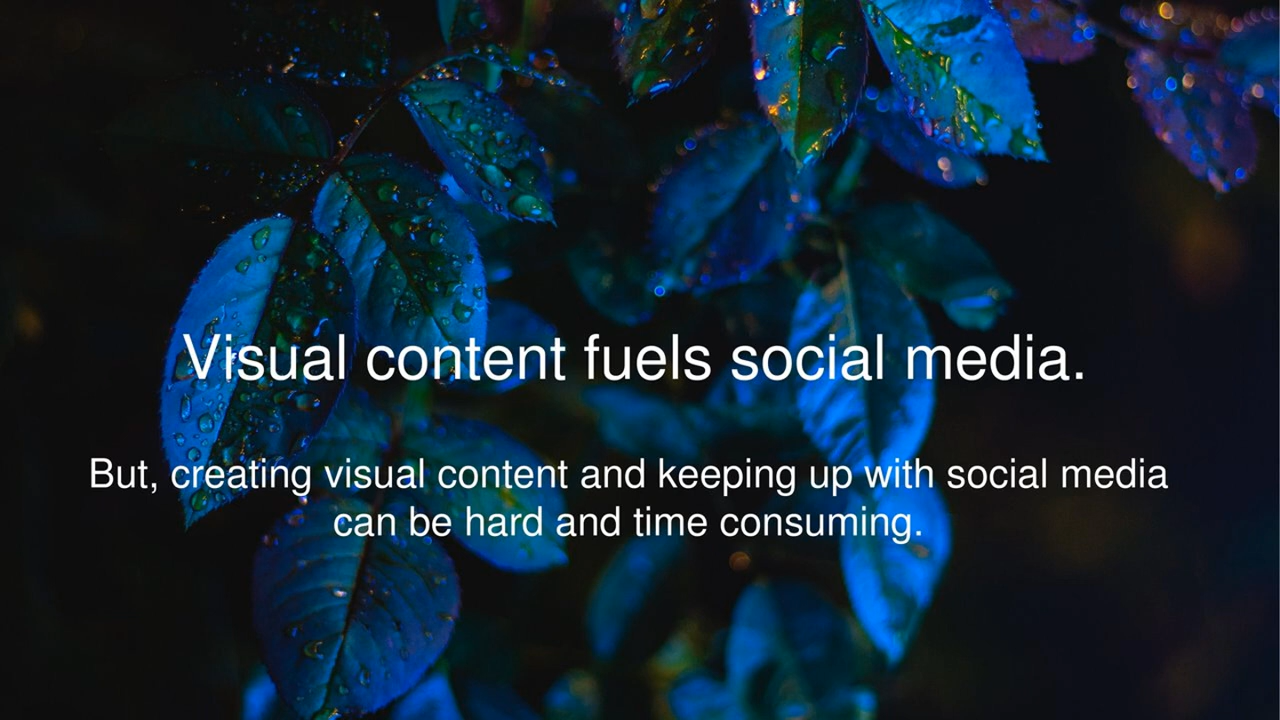 Visual content fuels social media.
But, creating visual content and keeping up with social media
can be hard and time consuming.